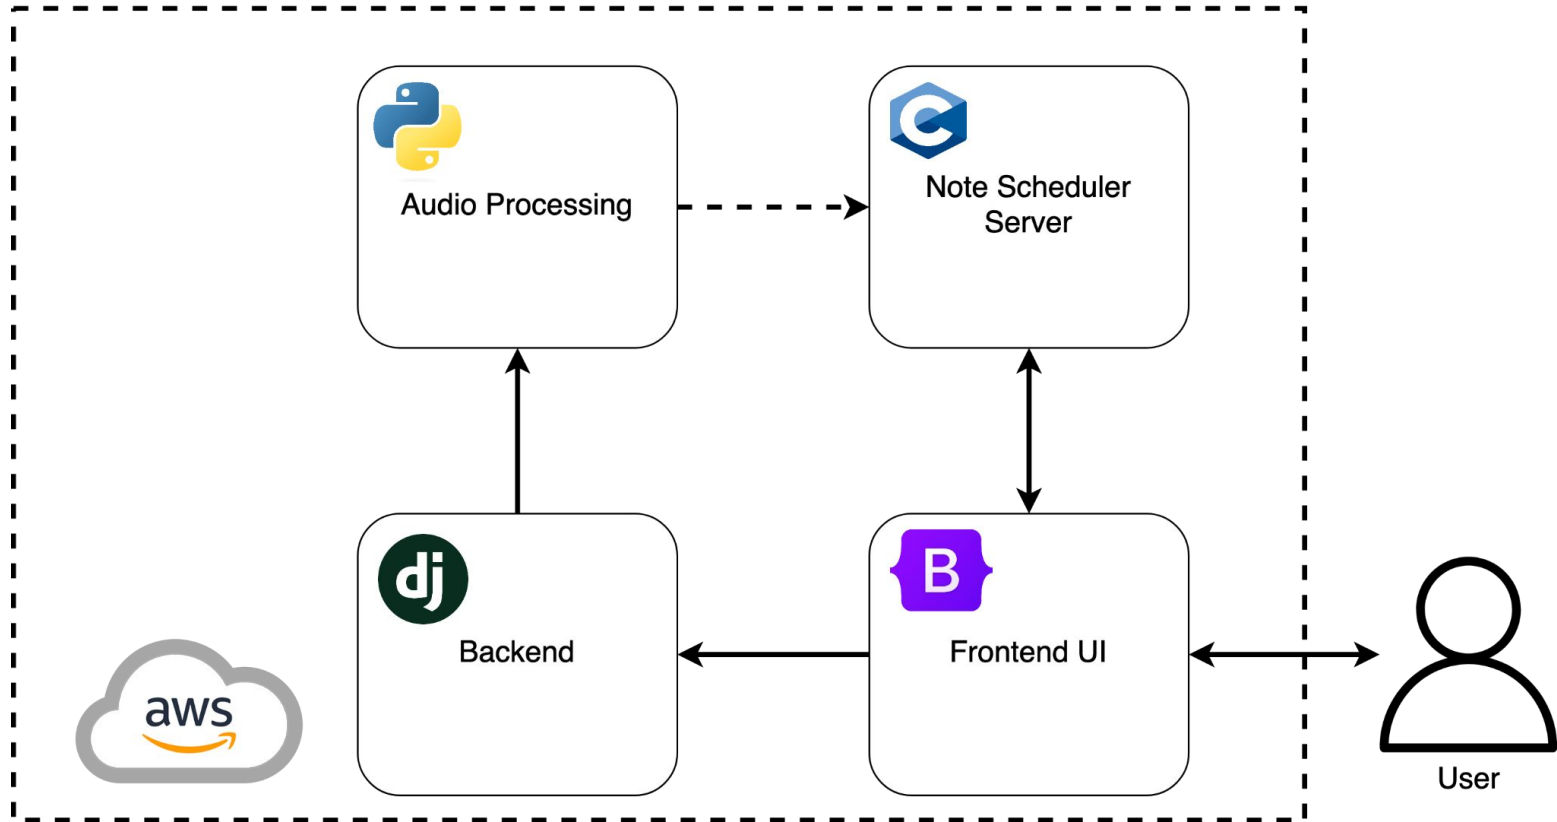 C
Audio Processing
Note Scheduler
Server
dj
B
Backend
Frontend UI
aws
User